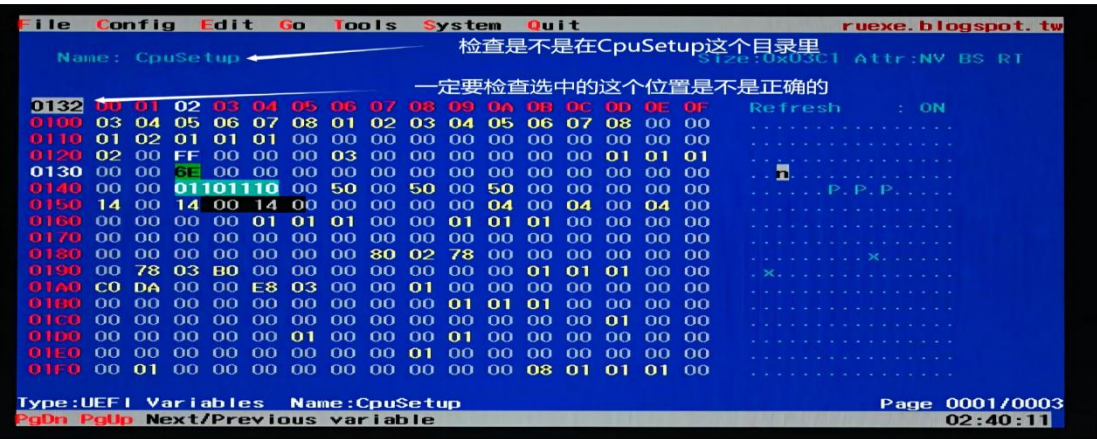 File Config Edit Go Tools System Quit ruexe.blogspot.tw
检查是不是在CpuSetup这个目录里
Name: CpuSetup Size:0x03C1 Attr:NV BS RT
一定要检查选中的这个位置是不是正确的
0132 00 01 02 03 04 05 06 07 08 09 0A 0B 0C 0D 0E 0F Refresh : ON
0100 03 04 05 06 07 08 01 02 03 04 05 06 07 08 00 00 ................
0110 01 02 01 01 01 00 00 00 00 00 00 00 00 00 00 00 ................
0120 02 00 FF 00 00 00 03 00 00 00 00 00 00 01 01 01 ................
0130 00 00 6E 00 00 00 00 00 00 00 00 00 00 00 00 00 ..n.............
0140 00 00 01101110 00 50 00 50 00 50 00 00 00 00 00 ......P.P.P.....
0150 14 00 14 00 14 00 00 00 00 00 04 00 04 00 04 00 ................
0160 00 00 00 00 01 01 01 00 00 01 01 01 00 00 00 00 ................
0170 00 00 00 00 00 00 00 00 00 00 00 00 00 00 00 00 ................
0180 00 00 00 00 00 00 00 80 02 78 00 00 00 00 00 00 .........x......
0190 00 78 03 B0 00 00 00 00 00 00 00 01 01 01 00 00 .x..............
01A0 C0 DA 00 00 E8 03 00 00 01 00 00 00 00 00 00 00 ................
01B0 00 00 00 00 00 00 00 00 00 01 01 01 00 00 00 00 ................
01C0 00 00 00 00 00 00 00 00 00 00 00 00 00 01 00 00 ................
01D0 00 00 00 00 00 01 00 00 00 01 00 00 00 00 00 00 ................
01E0 00 00 00 00 00 00 00 00 01 00 00 00 00 00 00 00 ................
01F0 00 01 00 00 00 00 00 00 00 00 00 08 01 01 01 00 ................
Type:UEFI Variables Name:CpuSetup Page 0001/0003
PgDn PgUp Next/Previous variable 02:40:11